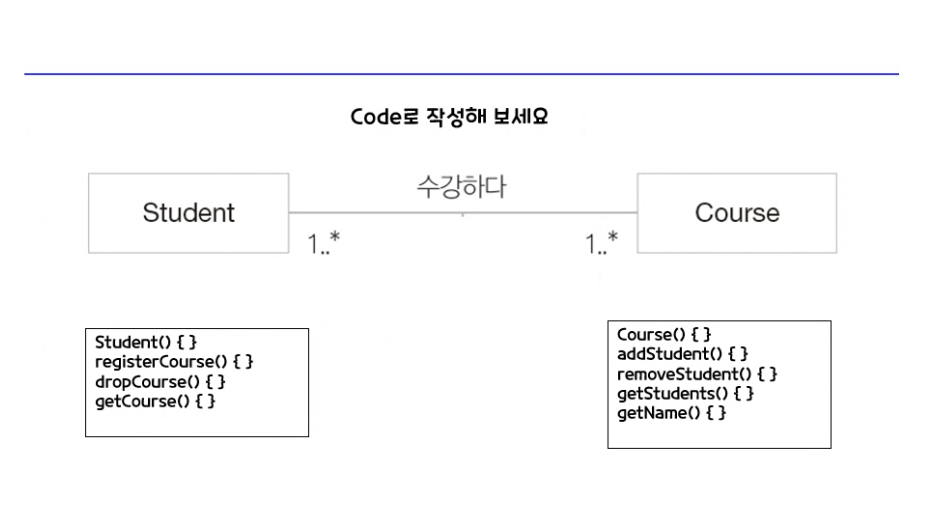 Code로 작성해 보세요
수강하다
Student
Course
1..*
1..*
Student() { }
registerCourse() { }
dropCourse() { }
getCourse() { }
Course() { }
addStudent() { }
removeStudent() { }
getStudents() { }
getName() { }